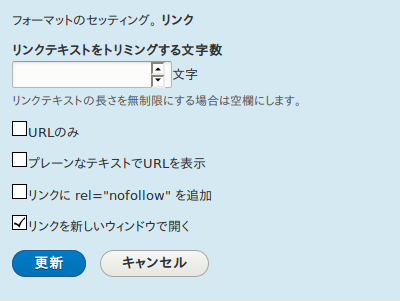 フォーマットのセッティング。リンク
リンクテキストをトリミングする文字数
文字
リンクテキストの長さを無制限にする場合は空欄にします。
URLのみ
プレーンなテキストでURLを表示
リンクに rel="nofollow" を追加
リンクを新しいウィンドウで開く
更新 キャンセル